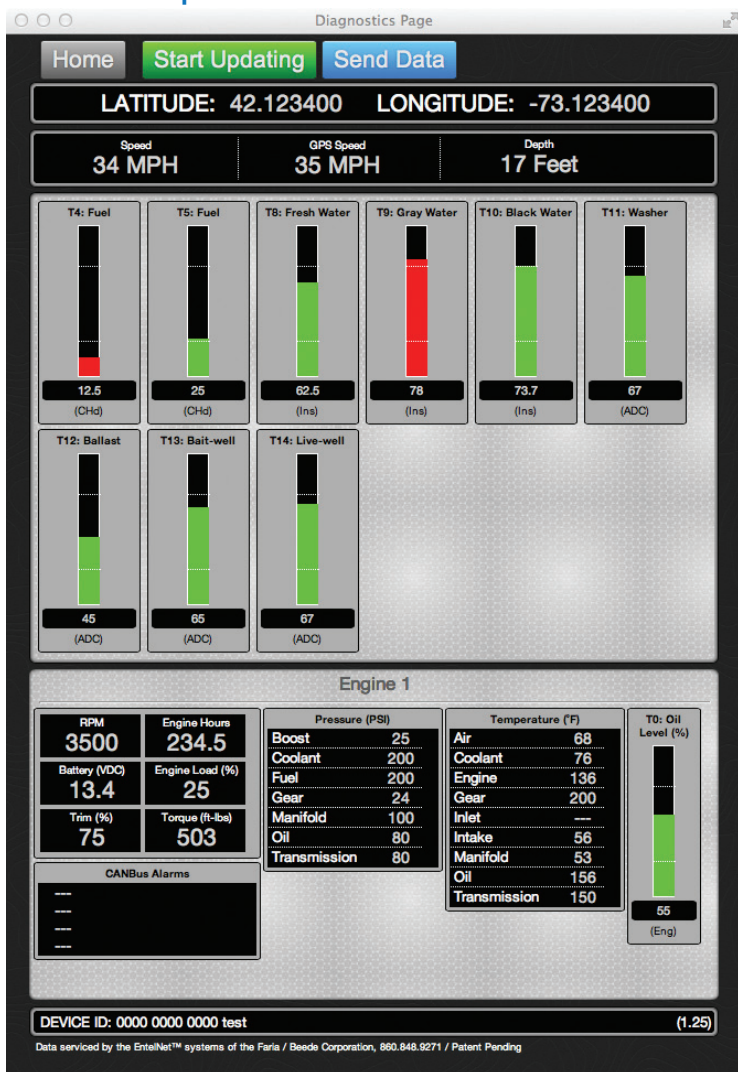 Diagnostics Page
Home Start Updating Send Data
LATITUDE: 42.123400 LONGITUDE: -73.123400
Speed GPS Speed Depth
34 MPH 35 MPH 17 Feet
T4: Fuel T5: Fuel T8: Fresh Water T9: Gray Water T10: Black Water T11: Washer
12.5 25 62.5 78 73.7 67
(CHd) (CHd) (Ins) (Ins) (Ins) (ADC)
T12: Ballast T13: Bait-well T14: Live-well
45 65 67
(ADC) (ADC) (ADC)
Engine 1
RPM Engine Hours
3500 234.5
Battery (VDC) Engine Load (%)
13.4 25
Trim (%) Torque (ft-lbs)
75 503
CANBus Alarms
---
---
---
---
Pressure (PSI)
Boost 25
Coolant 200
Fuel 200
Gear 24
Manifold 100
Oil 80
Transmission 80
Temperature (°F)
Air 68
Coolant 76
Engine 136
Gear 200
Inlet ---
Intake 56
Manifold 53
Oil 156
Transmission 150
T0: Oil
Level (%)
55
(Eng)
DEVICE ID: 0000 0000 0000 test (1.25)
Data serviced by the EntelNet™ systems of the Faria / Beede Corporation, 860.848.9271 / Patent Pending